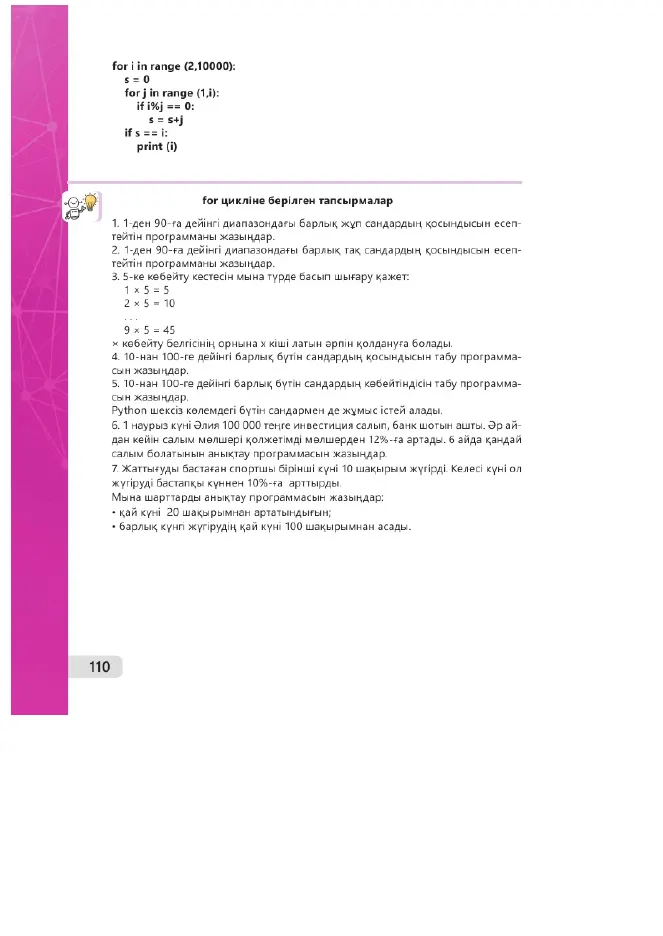 for i in range (2,10000):
s = 0
for j in range (1,i):
if i%j == 0:
s = s+j
if s == i:
print (i)
for цикліне берілген тапсырмалар
1. 1-ден 90-ға дейінгі диапазондағы барлық жұп сандардың қосындысын есеп-
тейтін программаны жазыңдар.
2. 1-ден 90-ға дейінгі диапазондағы барлық тақ сандардың қосындысын есеп-
тейтін программаны жазыңдар.
3. 5-ке көбейту кестесін мына түрде басып шығару қажет:
1 × 5 = 5
2 × 5 = 10
. . .
9 × 5 = 45
× көбейту белгісінің орнына x кіші латын әрпін қолдануға болады.
4. 10-нан 100-ге дейінгі барлық бүтін сандардың қосындысын табу программа-
сын жазыңдар.
5. 10-нан 100-ге дейінгі барлық бүтін сандардың көбейтіндісін табу программа-
сын жазыңдар.
Python шексіз көлемдегі бүтін сандармен де жұмыс істей алады.
6. 1 наурыз күні Әлия 100 000 теңге инвестиция салып, банк шотын ашты. Әр ай-
дан кейін салым мөлшері қолжетімді мөлшерден 12%-ға артады. 6 айда қандай
салым болатынын анықтау программасын жазыңдар.
7. Жаттығуды бастаған спортшы бірінші күні 10 шақырым жүгірді. Келесі күні ол
жүгіруді бастапқы күннен 10%-ға арттырды.
Мына шарттарды анықтау программасын жазыңдар:
• қай күні 20 шақырымнан артатындығын;
• барлық күнгі жүгірудің қай күні 100 шақырымнан асады.
110